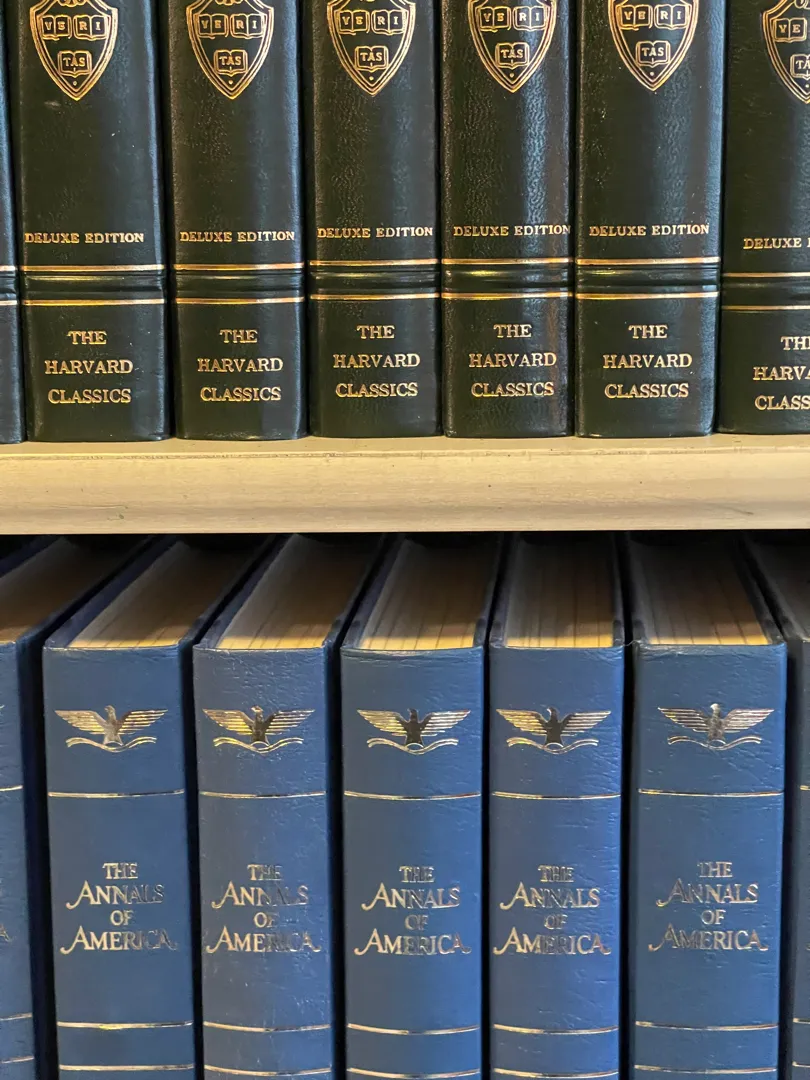 VE RI
TAS
DELUXE EDITION
THE
HARVARD
CLASSICS
VE RI
TAS
DELUXE EDITION
THE
HARVARD
CLASSICS
VE RI
TAS
DELUXE EDITION
THE
HARVARD
CLASSICS
VE RI
TAS
DELUXE EDITION
THE
HARVARD
CLASSICS
VE RI
TAS
DELUXE EDITION
THE
HARVARD
CLASSICS
VE
DELUXE
THE
ANNALS
OF
AMERICA
THE
ANNALS
OF
AMERICA
THE
ANNALS
OF
AMERICA
THE
ANNALS
OF
AMERICA
THE
ANNALS
OF
AMERICA